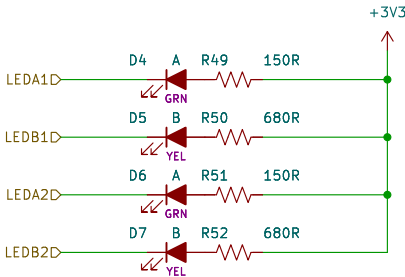 +3V3
D4 A R49 150R
LEDA1
GRN
D5 B R50 680R
LEDB1
YEL
D6 A R51 150R
LEDA2
GRN
D7 B R52 680R
LEDB2
YEL